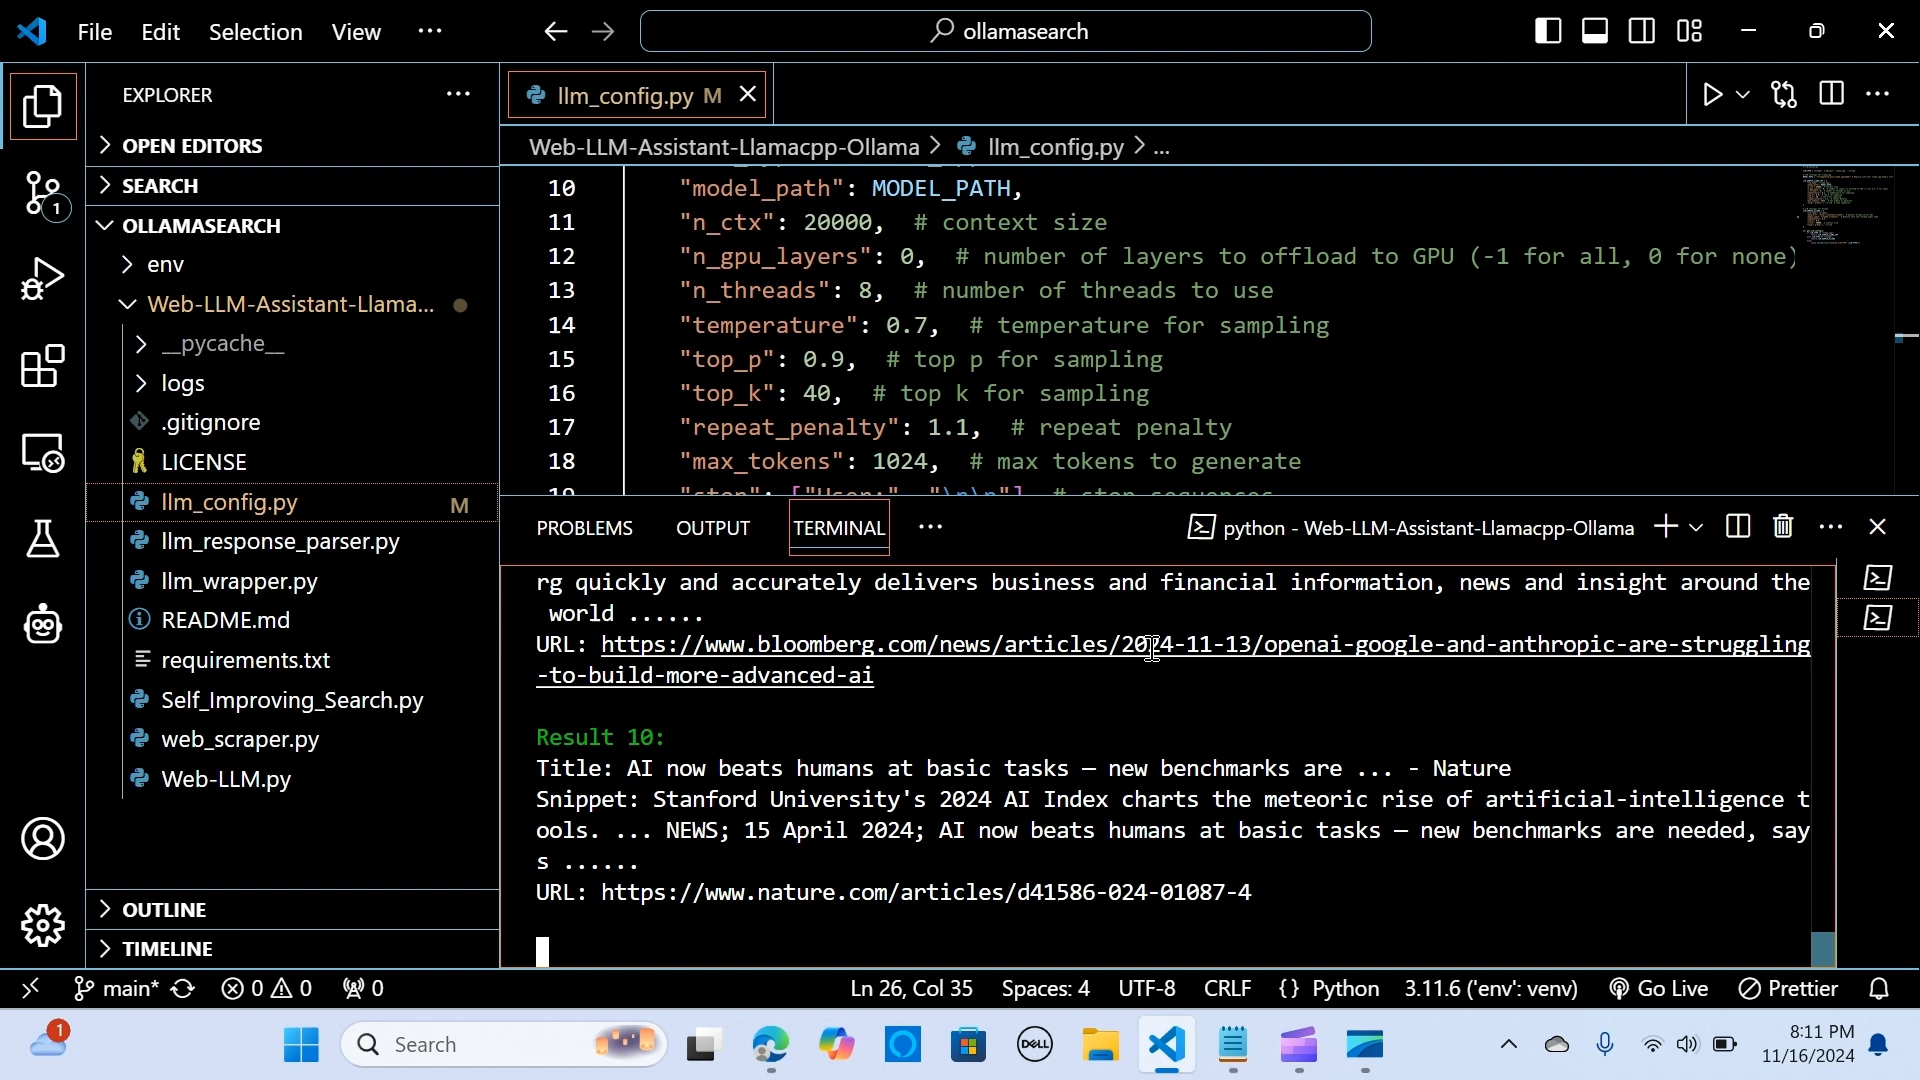 File Edit Selection View ollamasearch
EXPLORER
OPEN EDITORS
SEARCH
OLLAMASEARCH
env
Web-LLM-Assistant-Llama...
__pycache__
logs
.gitignore
LICENSE
llm_config.py M
llm_response_parser.py
llm_wrapper.py
README.md
requirements.txt
Self_Improving_Search.py
web_scraper.py
Web-LLM.py
OUTLINE
TIMELINE
1
llm_config.py M
Web-LLM-Assistant-Llamacpp-Ollama > llm_config.py > ...
10 "model_path": MODEL_PATH,
11 "n_ctx": 20000, # context size
12 "n_gpu_layers": 0, # number of layers to offload to GPU (-1 for all, 0 for none)
13 "n_threads": 8, # number of threads to use
14 "temperature": 0.7, # temperature for sampling
15 "top_p": 0.9, # top p for sampling
16 "top_k": 40, # top k for sampling
17 "repeat_penalty": 1.1, # repeat penalty
18 "max_tokens": 1024, # max tokens to generate
19 "stop": ["User:", "\n\n"] # stop sequences
PROBLEMS OUTPUT TERMINAL python - Web-LLM-Assistant-Llamacpp-Ollama
rg quickly and accurately delivers business and financial information, news and insight around the
world ......
URL: https://www.bloomberg.com/news/articles/2024-11-13/openai-google-and-anthropic-are-struggling
-to-build-more-advanced-ai
Result 10:
Title: AI now beats humans at basic tasks — new benchmarks are ... - Nature
Snippet: Stanford University's 2024 AI Index charts the meteoric rise of artificial-intelligence t
ools. ... NEWS; 15 April 2024; AI now beats humans at basic tasks — new benchmarks are needed, say
s ......
URL: https://www.nature.com/articles/d41586-024-01087-4
main* 0 0 0 Ln 26, Col 35 Spaces: 4 UTF-8 CRLF {} Python 3.11.6 ('env': venv) Go Live Prettier
1 Search DELL 8:11 PM
11/16/2024